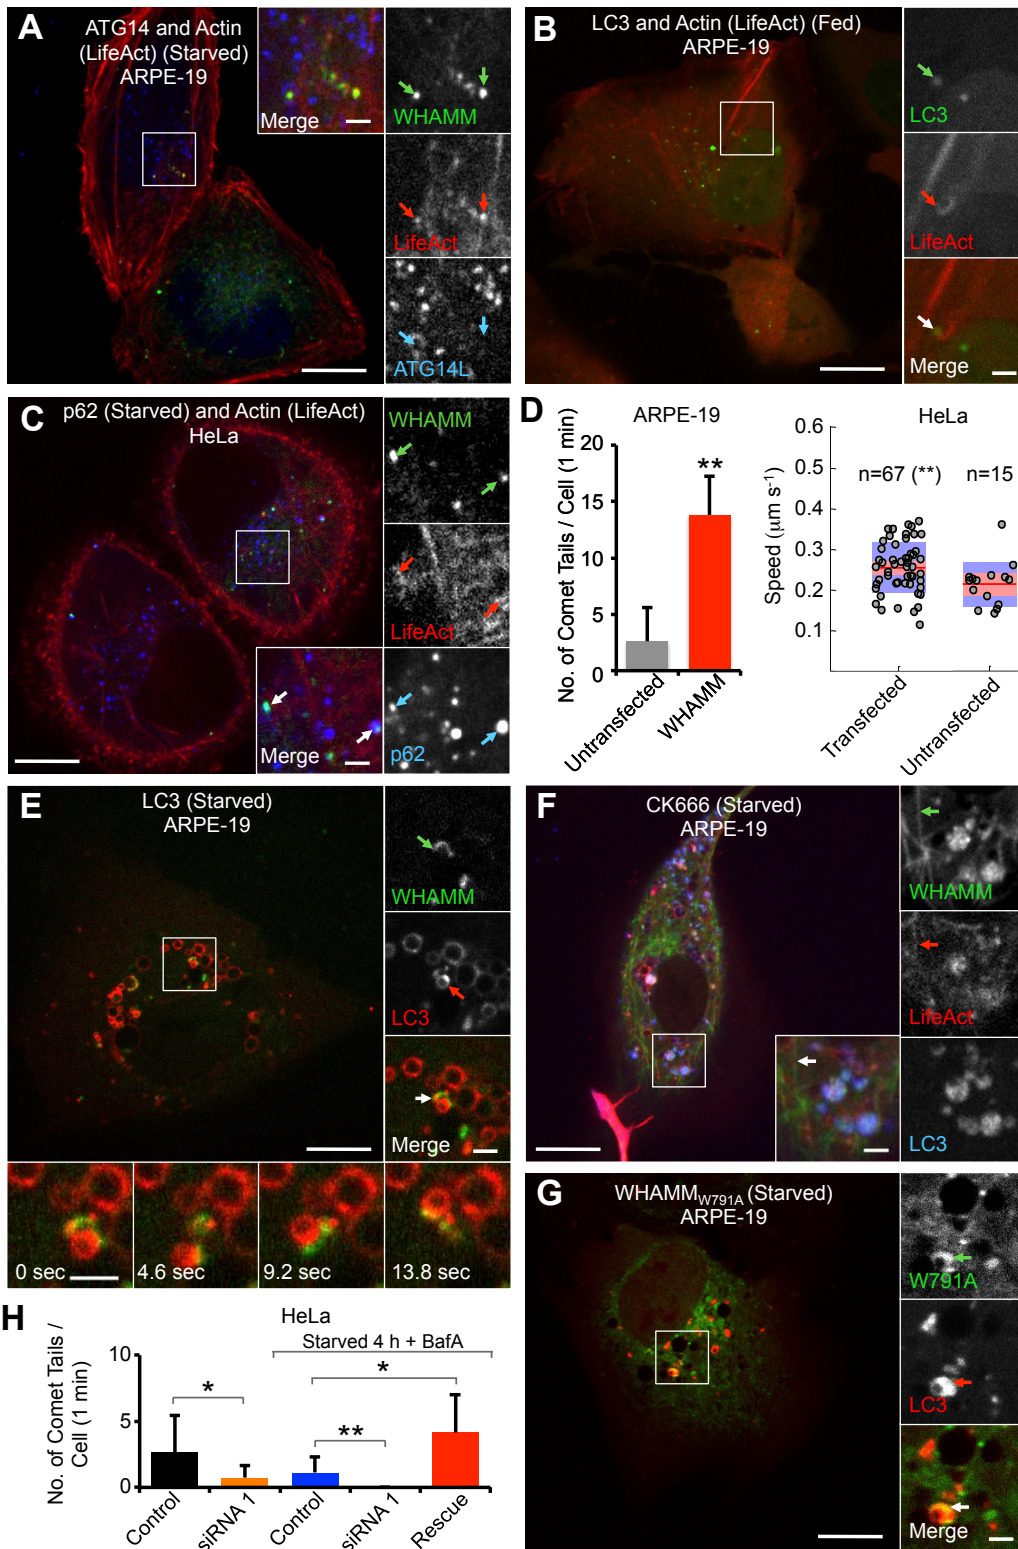 A
ATG14 and Actin
(LifeAct) (Starved)
ARPE-19
Merge
WHAMM
LifeAct
ATG14L
B
LC3 and Actin (LifeAct) (Fed)
ARPE-19
LC3
LifeAct
Merge
C
p62 (Starved) and Actin (LifeAct)
HeLa
WHAMM
LifeAct
Merge
p62
D
ARPE-19
No. of Comet Tails / Cell (1 min)
20
15
10
5
0
**
Untransfected
WHAMM
HeLa
Speed (μm s-1)
0.6
0.5
0.4
0.3
0.2
0.1
n=67 (**)
n=15
Transfected
Untransfected
E
LC3 (Starved)
ARPE-19
WHAMM
LC3
Merge
0 sec
4.6 sec
9.2 sec
13.8 sec
F
CK666 (Starved)
ARPE-19
WHAMM
LifeAct
LC3
G
WHAMMW791A (Starved)
ARPE-19
W791A
LC3
Merge
H
HeLa
Starved 4 h + BafA
No. of Comet Tails /
Cell (1 min)
10
5
0
*
**
*
Control
siRNA 1
Control
siRNA 1
Rescue